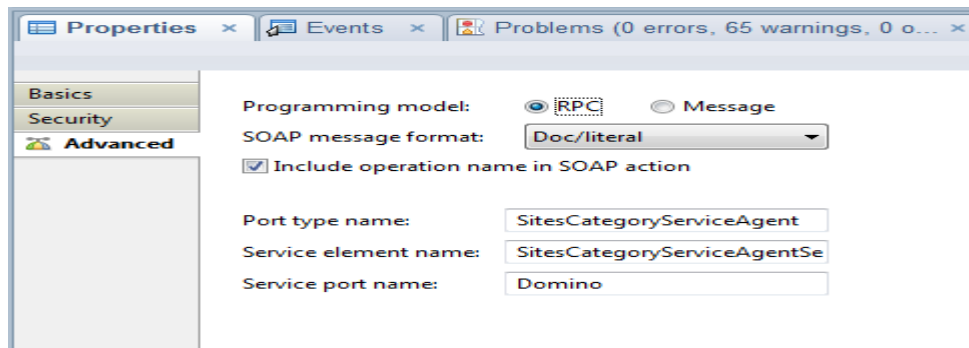 Properties Events Problems (0 errors, 65 warnings, 0 o...
Basics
Security
Advanced
Programming model: RPC Message
SOAP message format: Doc/literal
Include operation name in SOAP action
Port type name: SitesCategoryServiceAgent
Service element name: SitesCategoryServiceAgentSe
Service port name: Domino